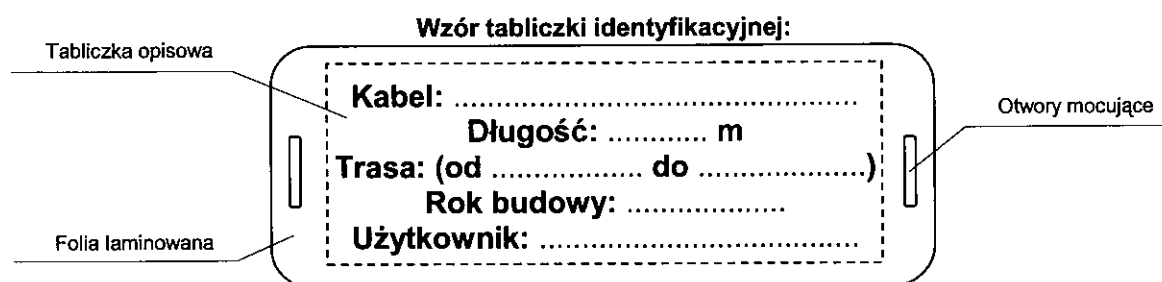 Wzór tabliczki identyfikacyjnej:
Tabliczka opisowa
Kabel: ................................................
Długość: ............ m
Otwory mocujące
Trasa: (od .................. do ....................)
Rok budowy: ....................
Folia laminowana
Użytkownik: ......................................